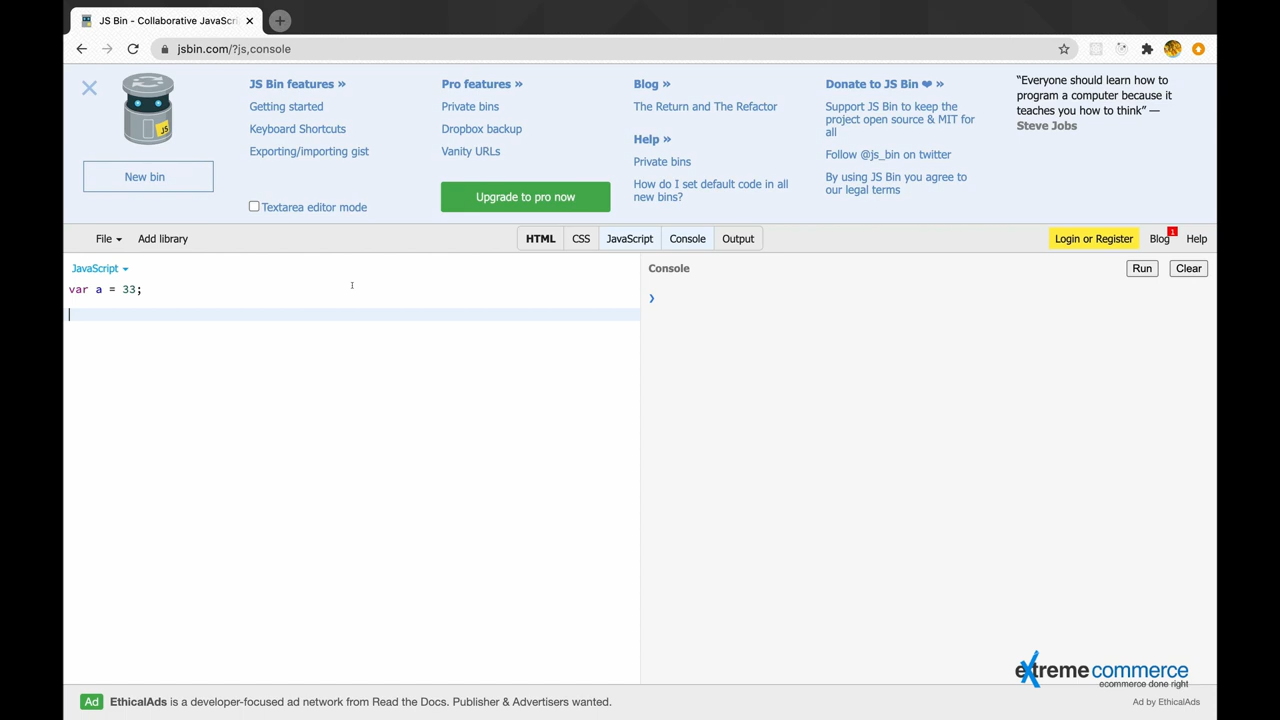 JS Bin - Collaborative JavaScri
jsbin.com/?js,console
JS
New bin
JS Bin features »
Getting started
Keyboard Shortcuts
Exporting/importing gist
Textarea editor mode
Pro features »
Private bins
Dropbox backup
Vanity URLs
Upgrade to pro now
Blog »
The Return and The Refactor
Help »
Private bins
How do I set default code in all
new bins?
Donate to JS Bin ❤ »
Support JS Bin to keep the
project open source & MIT for
all
Follow @js_bin on twitter
By using JS Bin you agree to
our legal terms
“Everyone should learn how to
program a computer because it
teaches you how to think” —
Steve Jobs
File Add library HTML CSS JavaScript Console Output Login or Register Blog 1 Help
JavaScript
var a = 33;
Console Run Clear
extreme commerce
ecommerce done right
Ad EthicalAds is a developer-focused ad network from Read the Docs. Publisher & Advertisers wanted. Ad by EthicalAds